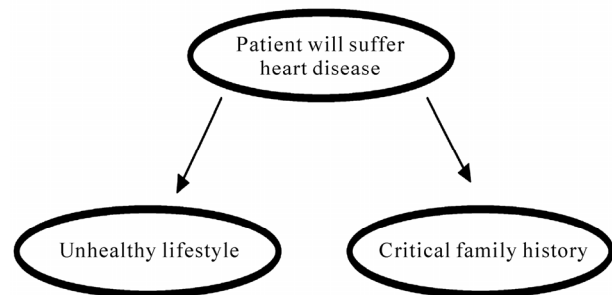 Patient will suffer
heart disease
Unhealthy lifestyle
Critical family history